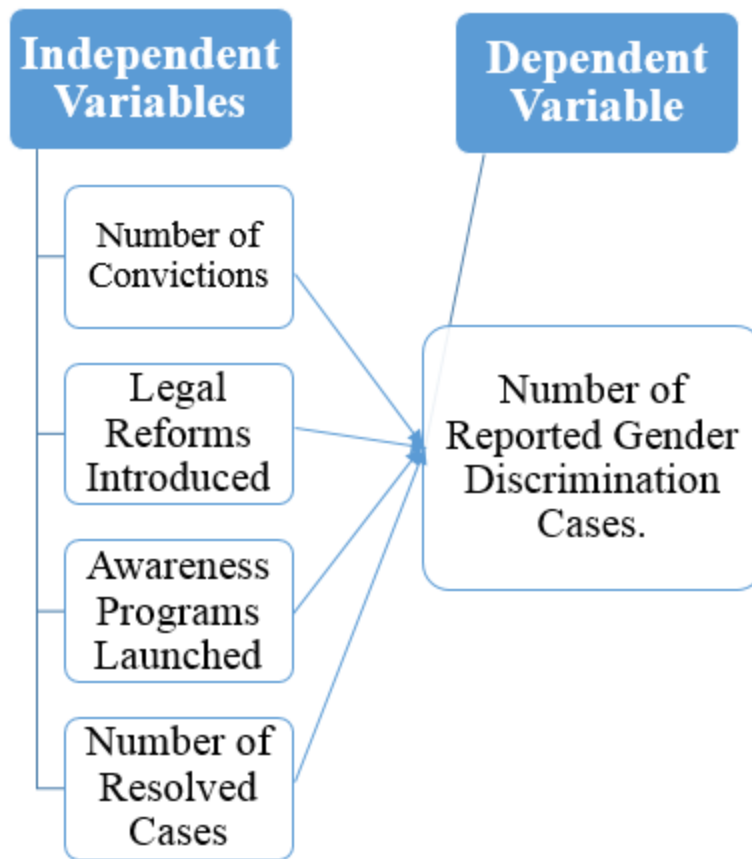 Independent
Variables
Number of
Convictions
Legal
Reforms
Introduced
Awareness
Programs
Launched
Number of
Resolved
Cases
Dependent
Variable
Number of
Reported Gender
Discrimination
Cases.